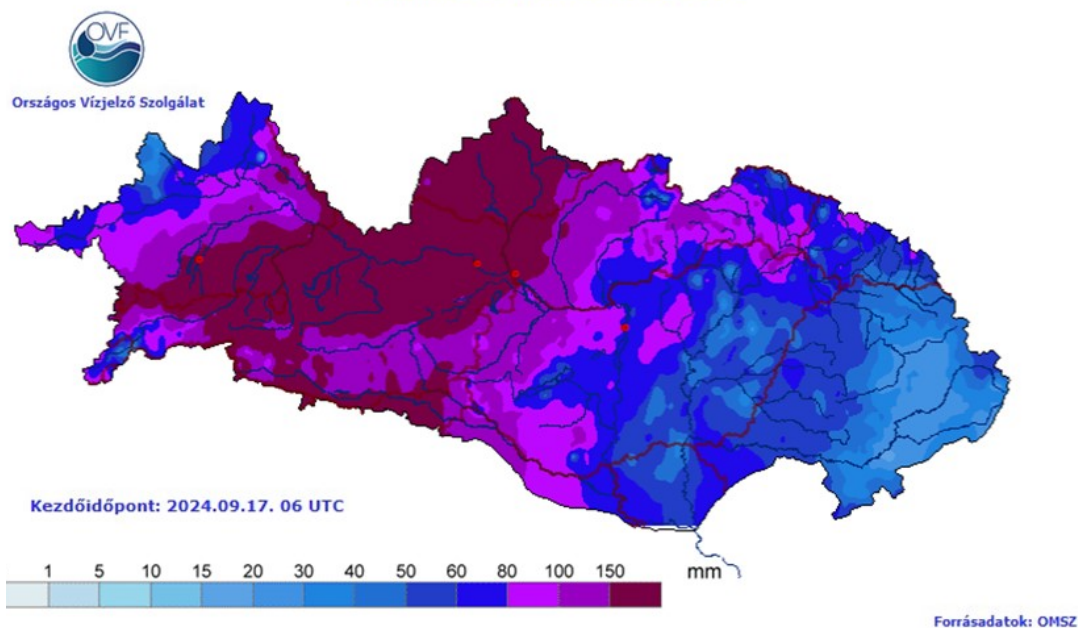 OVF
Országos Vízjelző Szolgálat
Kezdőidőpont: 2024.09.17. 06 UTC
1 5 10 15 20 30 40 50 60 80 100 150 mm
Forrásadatok: OMSZ